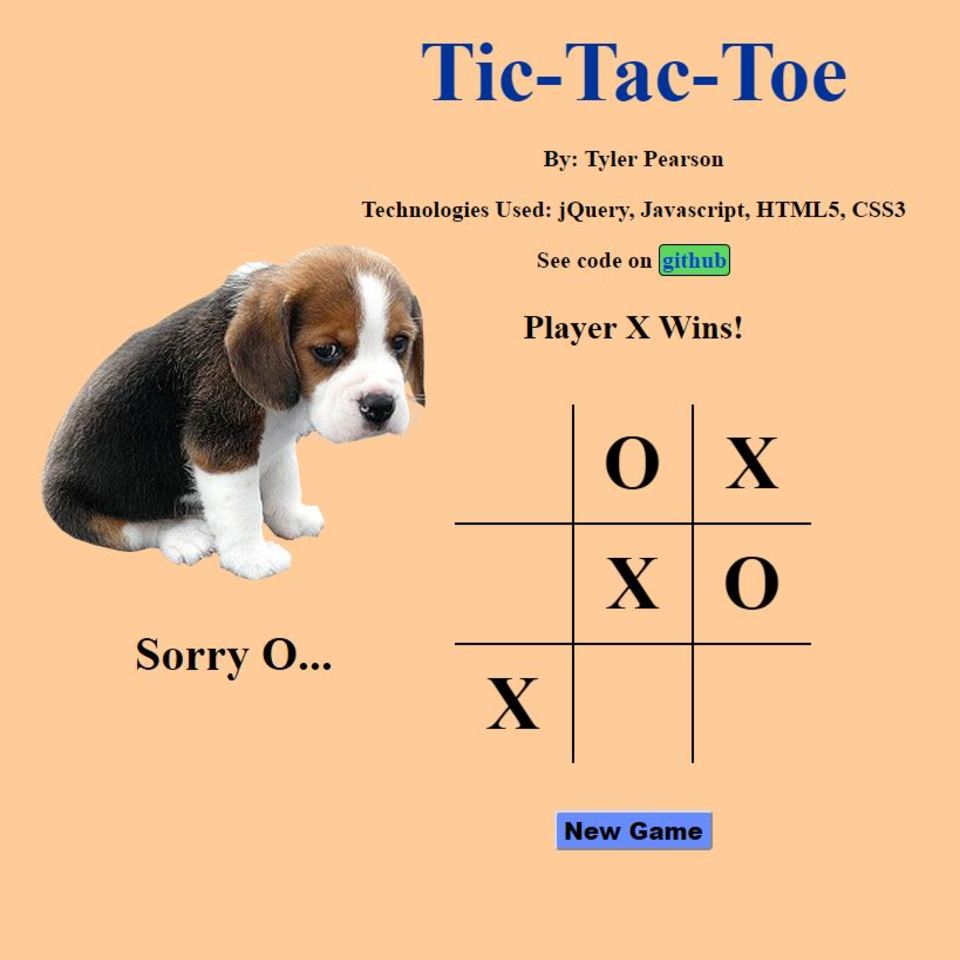 Tic-Tac-Toe
By: Tyler Pearson
Technologies Used: jQuery, Javascript, HTML5, CSS3
See code on github
Player X Wins!
O X
X O
Sorry O...
X
New Game